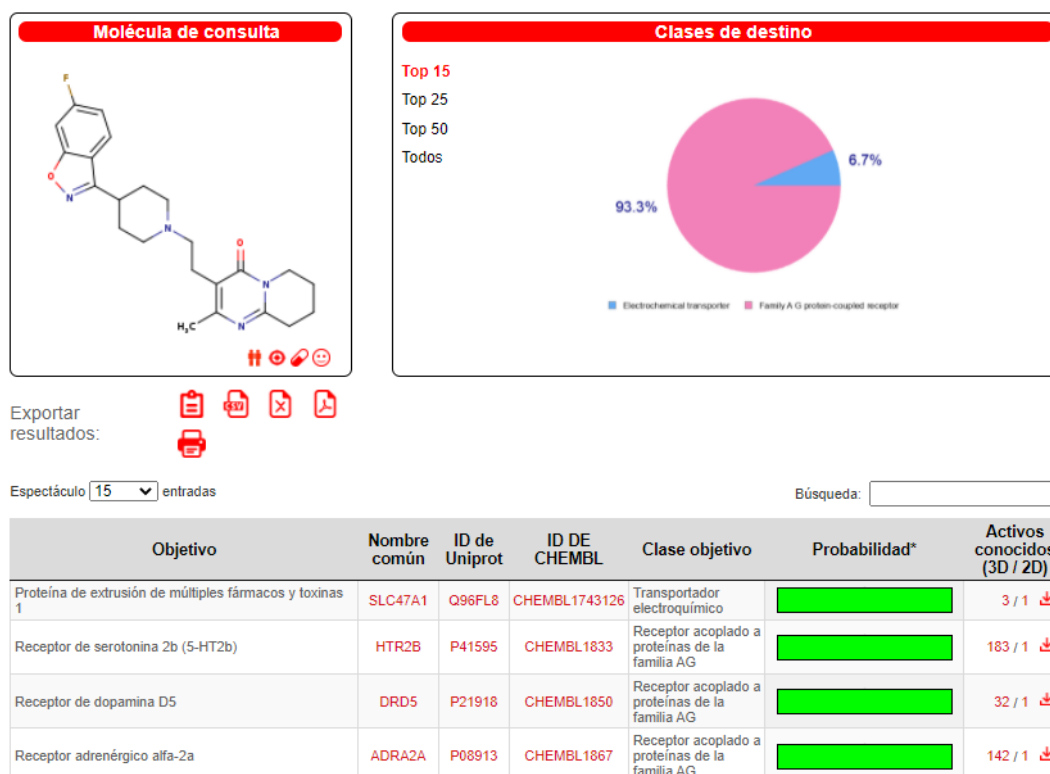 Molécula de consulta
F
O
N
N
O
N
N
H₃C
Clases de destino
Top 15
Top 25
Top 50
Todos
6.7%
93.3%
Electrochemical transporter
Family A G protein-coupled receptor
Exportar
resultados:
CSV
Espectáculo 15 entradas
Búsqueda:
Objetivo
Nombre
común
ID de
Uniprot
ID DE
CHEMBL
Clase objetivo
Probabilidad*
Activos
conocidos
(3D / 2D)
Proteína de extrusión de múltiples fármacos y toxinas
1
SLC47A1
Q96FL8
CHEMBL1743126
Transportador
electroquímico
3 / 1
Receptor de serotonina 2b (5-HT2b)
HTR2B
P41595
CHEMBL1833
Receptor acoplado a
proteínas de la
familia AG
183 / 1
Receptor de dopamina D5
DRD5
P21918
CHEMBL1850
Receptor acoplado a
proteínas de la
familia AG
32 / 1
Receptor adrenérgico alfa-2a
ADRA2A
P08913
CHEMBL1867
Receptor acoplado a
proteínas de la
familia AG
142 / 1